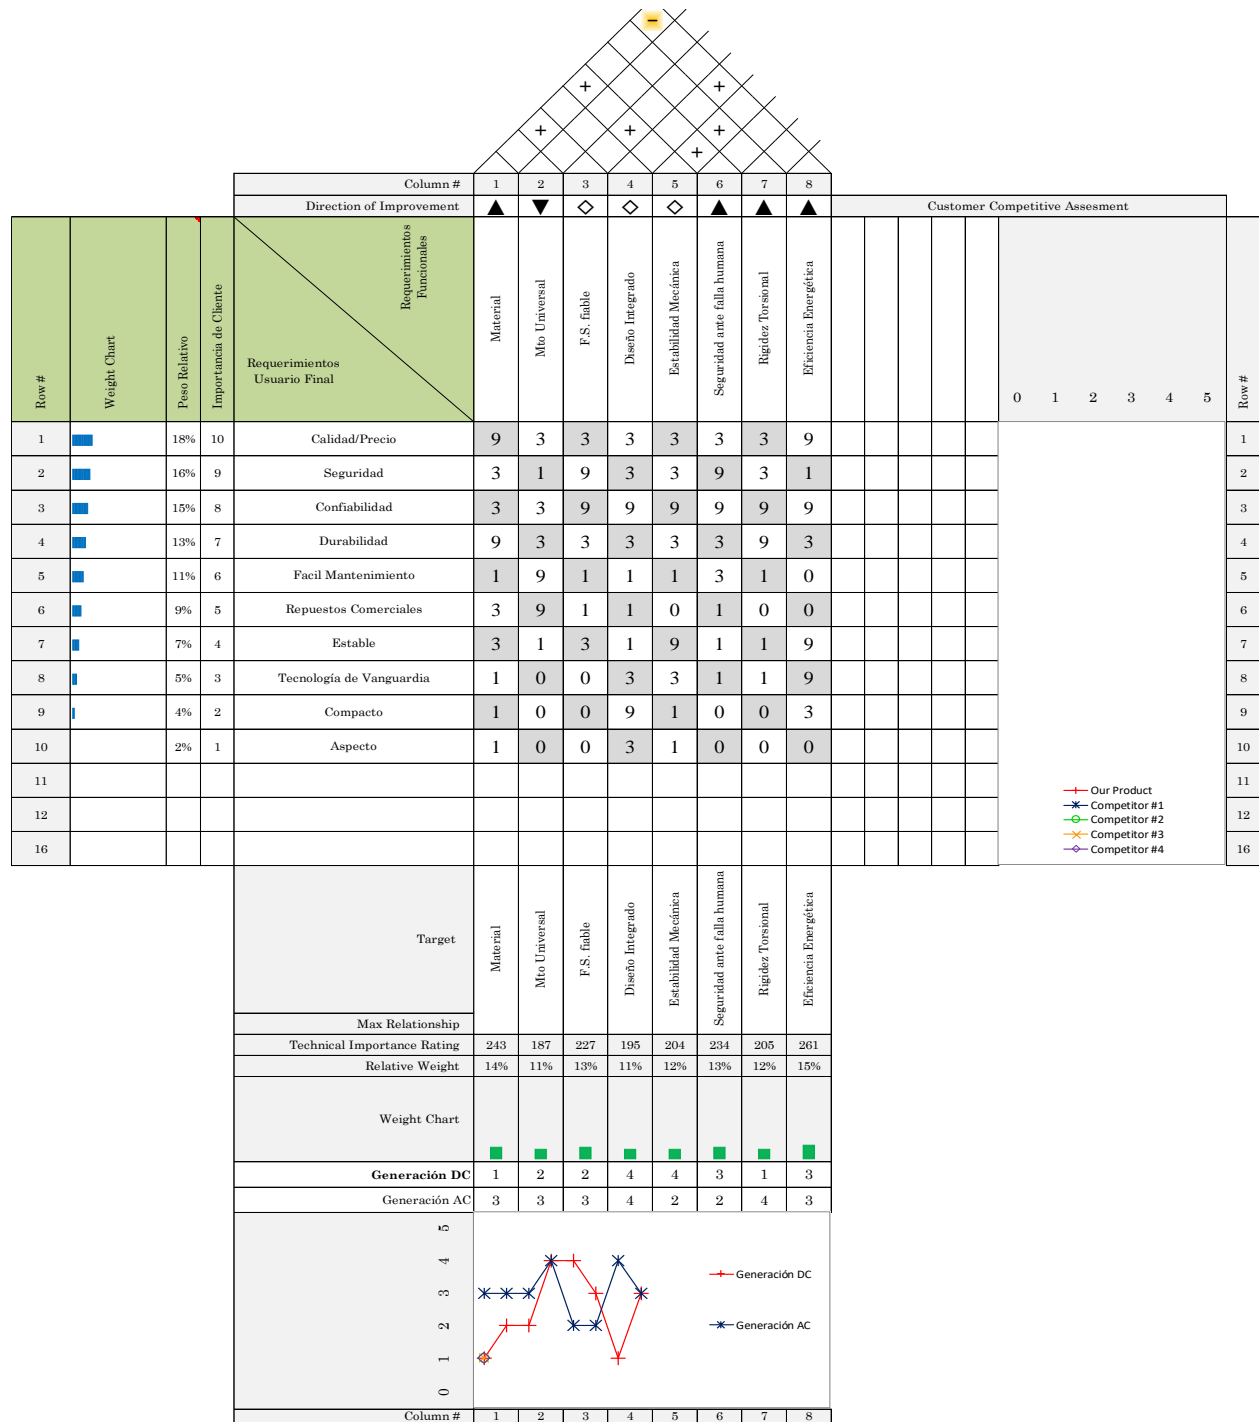 −
+ +
+ + +
+
Column # 1 2 3 4 5 6 7 8
Direction of Improvement ▲ ▼ ◇ ◇ ◇ ▲ ▲ ▲ Customer Competitive Assesment
Row #
Weight Chart
Peso Relativo
Importancia de Cliente
Requerimientos
Funcionales
Requerimientos
Usuario Final
Material
Mto Universal
F.S. fiable
Diseño Integrado
Estabilidad Mecánica
Seguridad ante falla humana
Rigidez Torsional
Eficiencia Energética
0 1 2 3 4 5
Row #
1 18% 10 Calidad/Precio 9 3 3 3 3 3 3 9 1
2 16% 9 Seguridad 3 1 9 3 3 9 3 1 2
3 15% 8 Confiabilidad 3 3 9 9 9 9 9 9 3
4 13% 7 Durabilidad 9 3 3 3 3 3 9 3 4
5 11% 6 Facil Mantenimiento 1 9 1 1 1 3 1 0 5
6 9% 5 Repuestos Comerciales 3 9 1 1 0 1 0 0 6
7 7% 4 Estable 3 1 3 1 9 1 1 9 7
8 5% 3 Tecnología de Vanguardia 1 0 0 3 3 1 1 9 8
9 4% 2 Compacto 1 0 0 9 1 0 0 3 9
10 2% 1 Aspecto 1 0 0 3 1 0 0 0 10
11 11
12 12
16 16
Our Product
Competitor #1
Competitor #2
Competitor #3
Competitor #4
Target
Material
Mto Universal
F.S. fiable
Diseño Integrado
Estabilidad Mecánica
Seguridad ante falla humana
Rigidez Torsional
Eficiencia Energética
Max Relationship
Technical Importance Rating 243 187 227 195 204 234 205 261
Relative Weight 14% 11% 13% 11% 12% 13% 12% 15%
Weight Chart
Generación DC 1 2 2 4 4 3 1 3
Generación AC 3 3 3 4 2 2 4 3
5
4
3
2
1
0
Generación DC
Generación AC
Column # 1 2 3 4 5 6 7 8